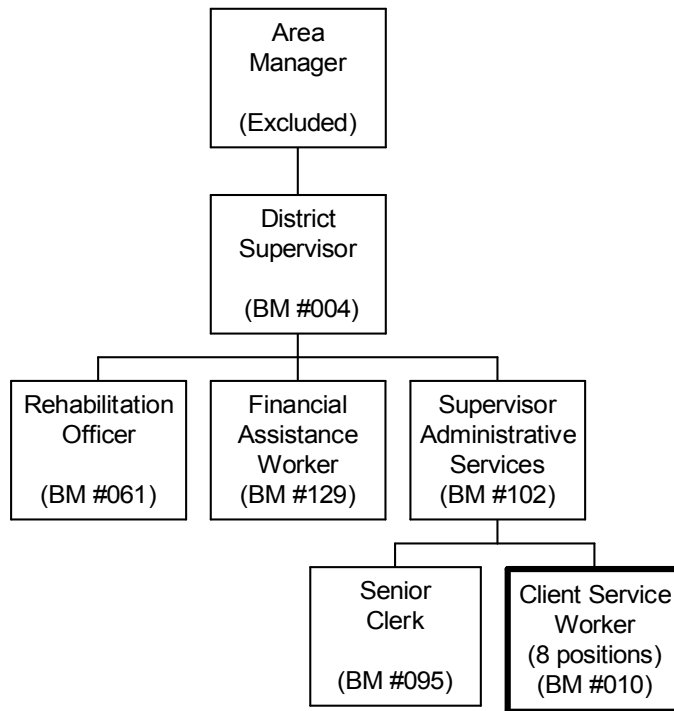 Area
Manager
(Excluded)
District
Supervisor
(BM #004)
Rehabilitation
Officer
(BM #061)
Financial
Assistance
Worker
(BM #129)
Supervisor
Administrative
Services
(BM #102)
Senior
Clerk
(BM #095)
Client Service
Worker
(8 positions)
(BM #010)